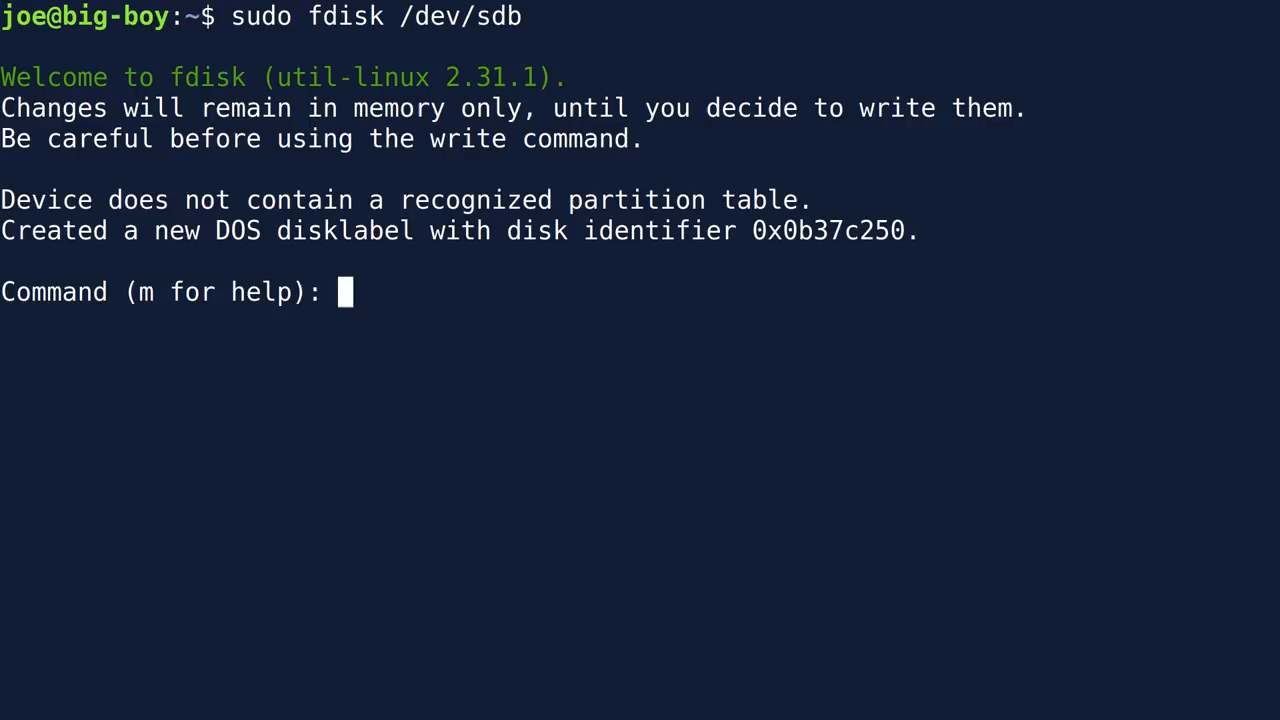 joe@big-boy:~$ sudo fdisk /dev/sdb
Welcome to fdisk (util-linux 2.31.1).
Changes will remain in memory only, until you decide to write them.
Be careful before using the write command.
Device does not contain a recognized partition table.
Created a new DOS disklabel with disk identifier 0x0b37c250.
Command (m for help):